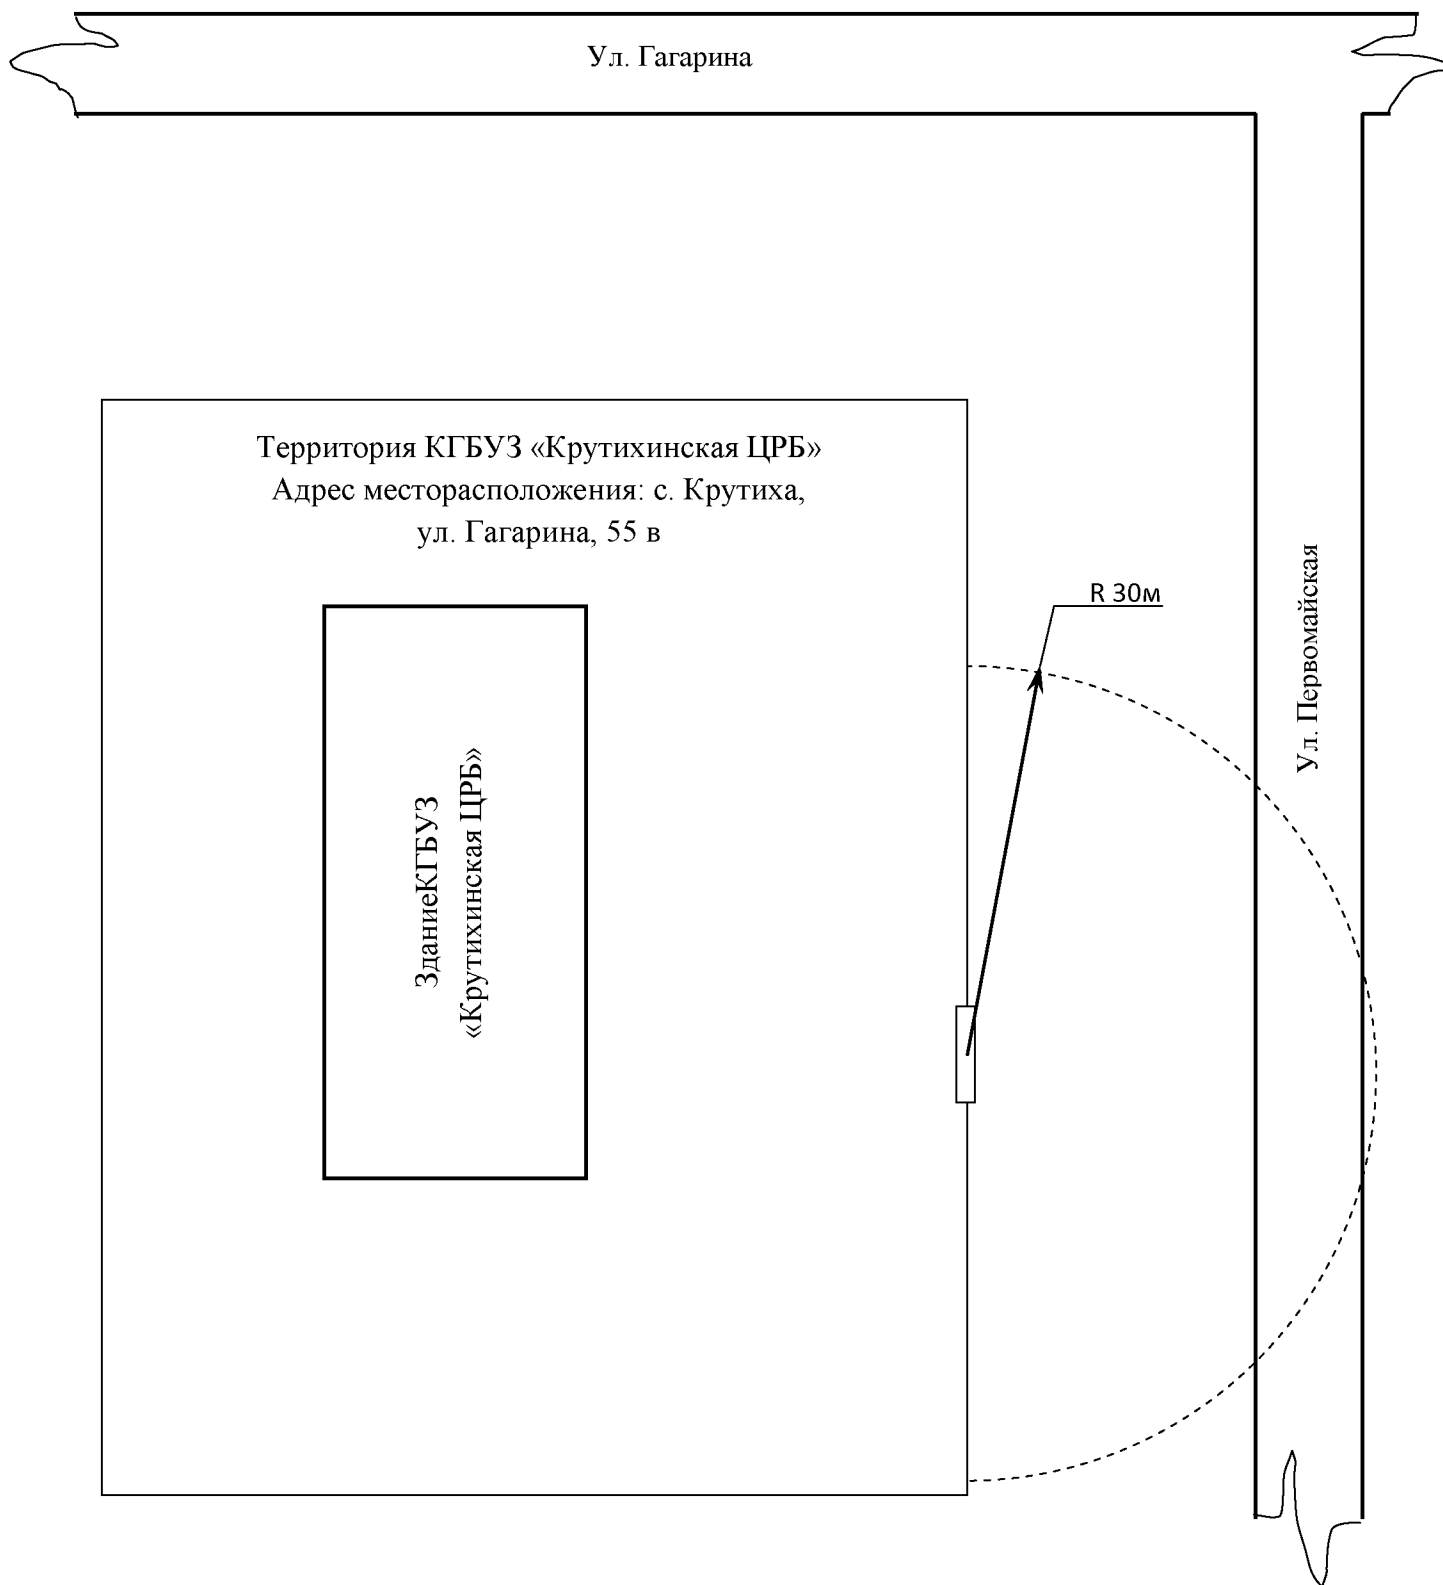 Ул. Гагарина
Территория КГБУЗ «Крутихинская ЦРБ»
Адрес месторасположения: с. Крутиха,
ул. Гагарина, 55 в
R 30м
Ул. Первомайская
ЗданиеКГБУЗ
«Крутихинская ЦРБ»